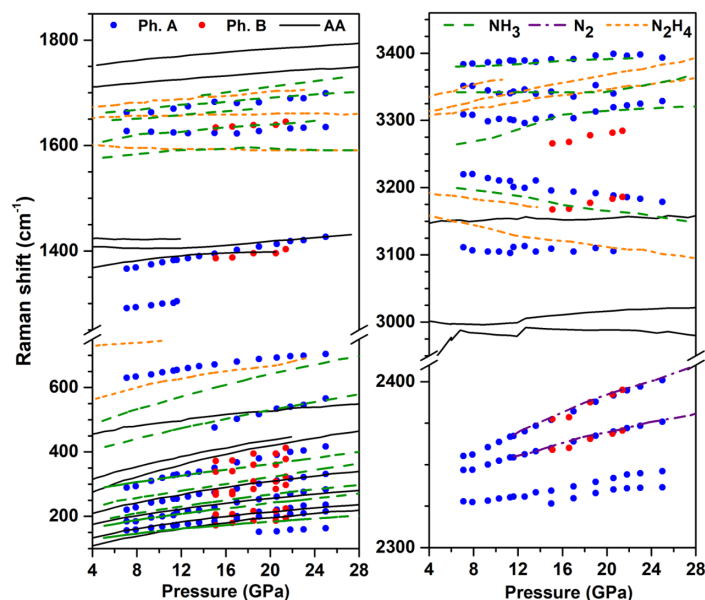 Ph. A Ph. B AA
NH₃ N₂ N₂H₄
Raman shift (cm⁻¹)
1800
1600
1400
1200
600
400
200
3400
3300
3200
3100
3000
2400
2300
4 8 12 16 20 24 28
4 8 12 16 20 24 28
Pressure (GPa)
Pressure (GPa)